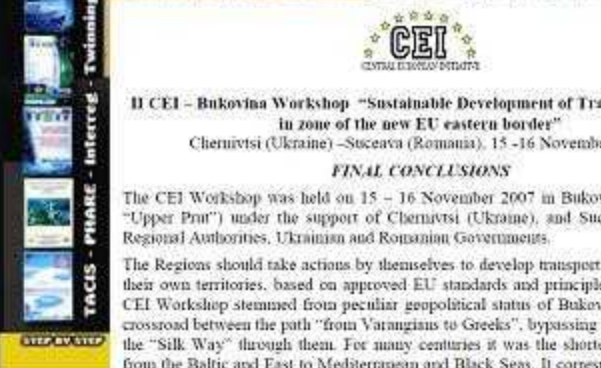 CEI
CENTRAL EUROPEAN INITIATIVE
II CEI – Bukovina Workshop “Sustainable Development of Tra
in zone of the new EU eastern border”
Chernivtsi (Ukraine) –Suceava (Romania), 15 -16 Novembe
FINAL CONCLUSIONS
The CEI Workshop was held on 15 – 16 November 2007 in Bukov
“Upper Prut”) under the support of Chernivtsi (Ukraine), and Suc
Regional Authorities, Ukrainian and Romanian Governments.
The Regions should take actions by themselves to develop transport
their own territories, based on approved EU standards and principle
CEI Workshop stemmed from peculiar geopolitical status of Bukov
crossroad between the path “from Varangians to Greeks”, bypassing
the “Silk Way” through them. For many centuries it was the shorte
from the Baltic and East to Mediterranean and Black Seas. It corres
TACIS - PHARE - Interreg - Twinning
STEP BY STEP